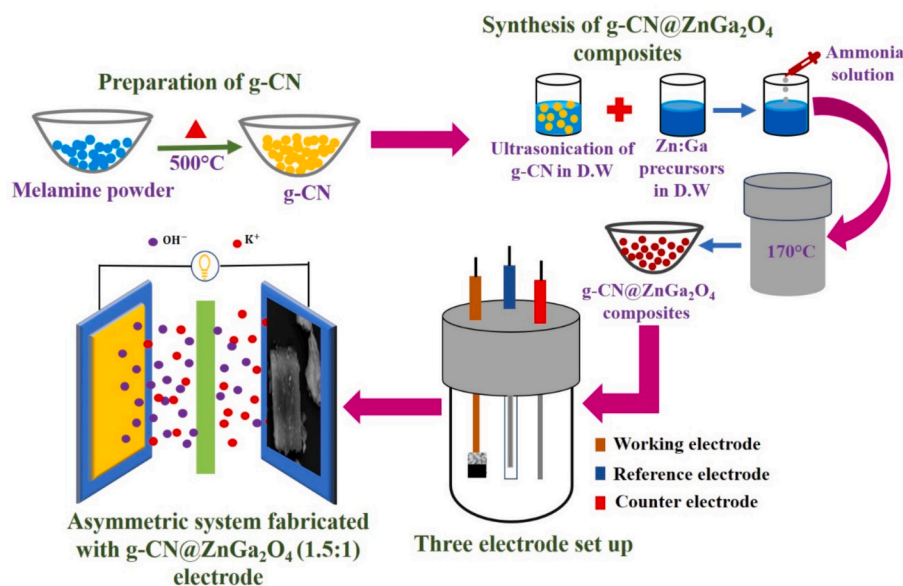 Preparation of g-CN
500°C
Melamine powder
g-CN
Synthesis of g-CN@ZnGa₂O₄
composites
Ammonia
solution
Ultrasonication of
g-CN in D.W
Zn:Ga
precursors
in D.W
170°C
g-CN@ZnGa₂O₄
composites
Working electrode
Reference electrode
Counter electrode
Three electrode set up
OH⁻
K⁺
Asymmetric system fabricated
with g-CN@ZnGa₂O₄ (1.5:1)
electrode